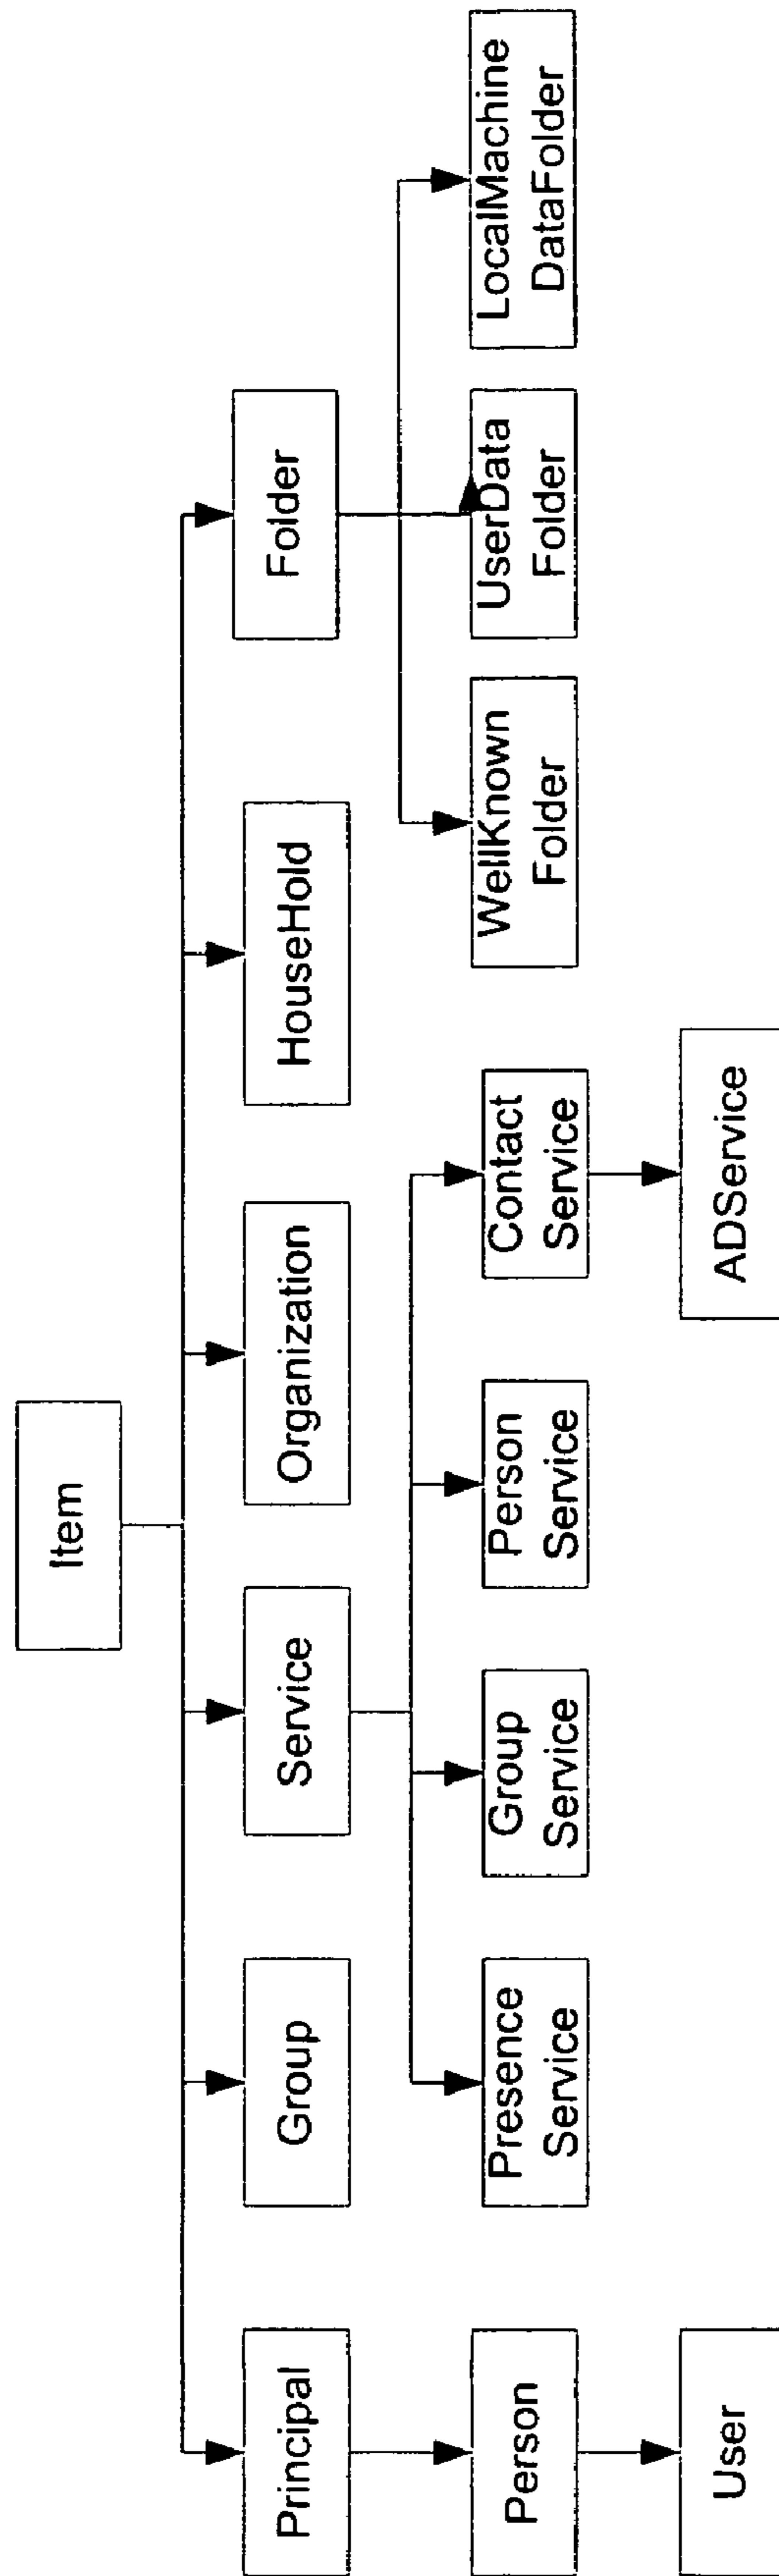 Item
Principal
Group
Service
Organization
HouseHold
Folder
Person
Presence
Service
Group
Service
Person
Service
Contact
Service
WellKnown
Folder
UserData
Folder
LocalMachine
DataFolder
User
ADService